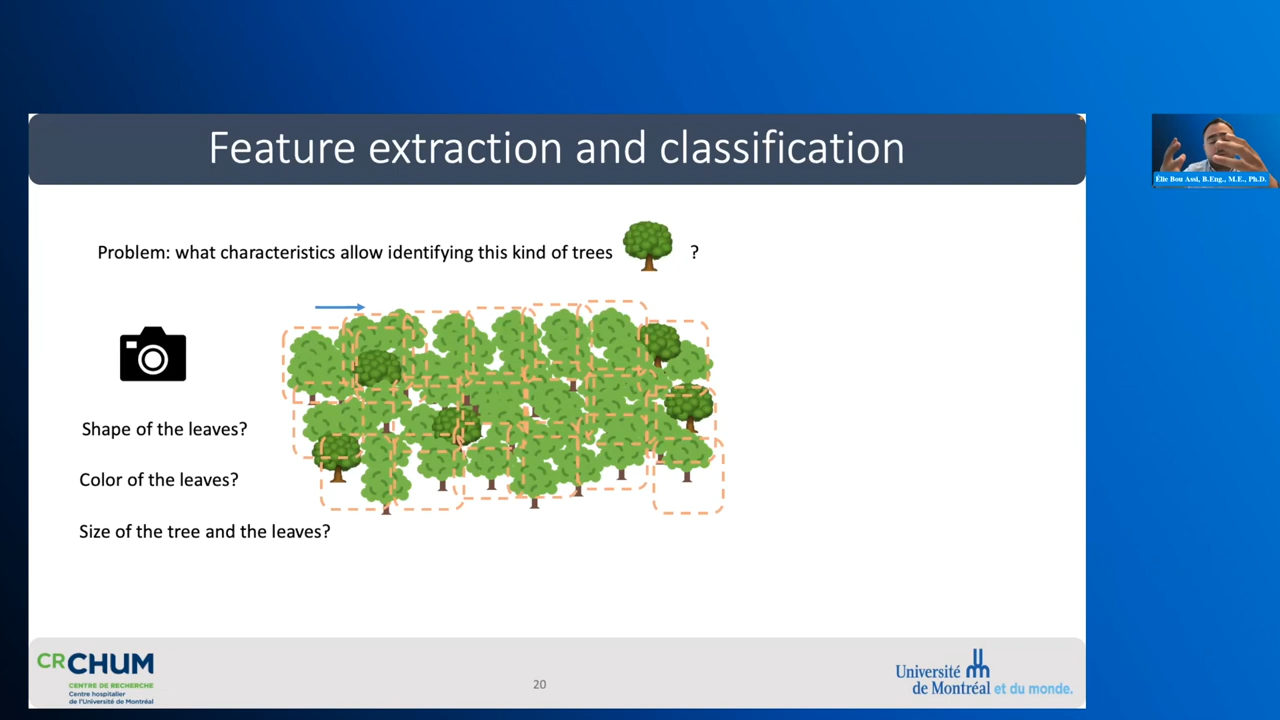 Feature extraction and classification
Élie Bou Assi, B.Eng., M.E., Ph.D.
Problem: what characteristics allow identifying this kind of trees ?
Shape of the leaves?
Color of the leaves?
Size of the tree and the leaves?
CRCHUM
CENTRE DE RECHERCHE
Centre hospitalier
de l'Université de Montréal
20
Université
de Montréal et du monde.